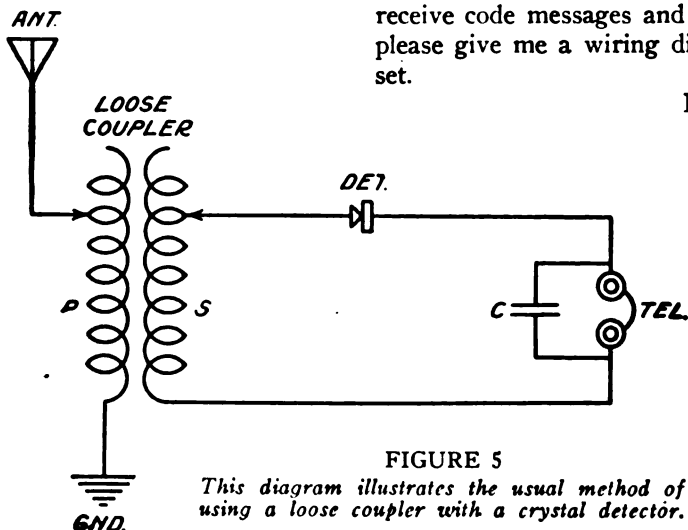 ANT.
receive code messages and
please give me a wiring di
set.
LOOSE
COUPLER
DET.
P
S
C
TEL.
GND.
FIGURE 5
This diagram illustrates the usual method of
using a loose coupler with a crystal detector.